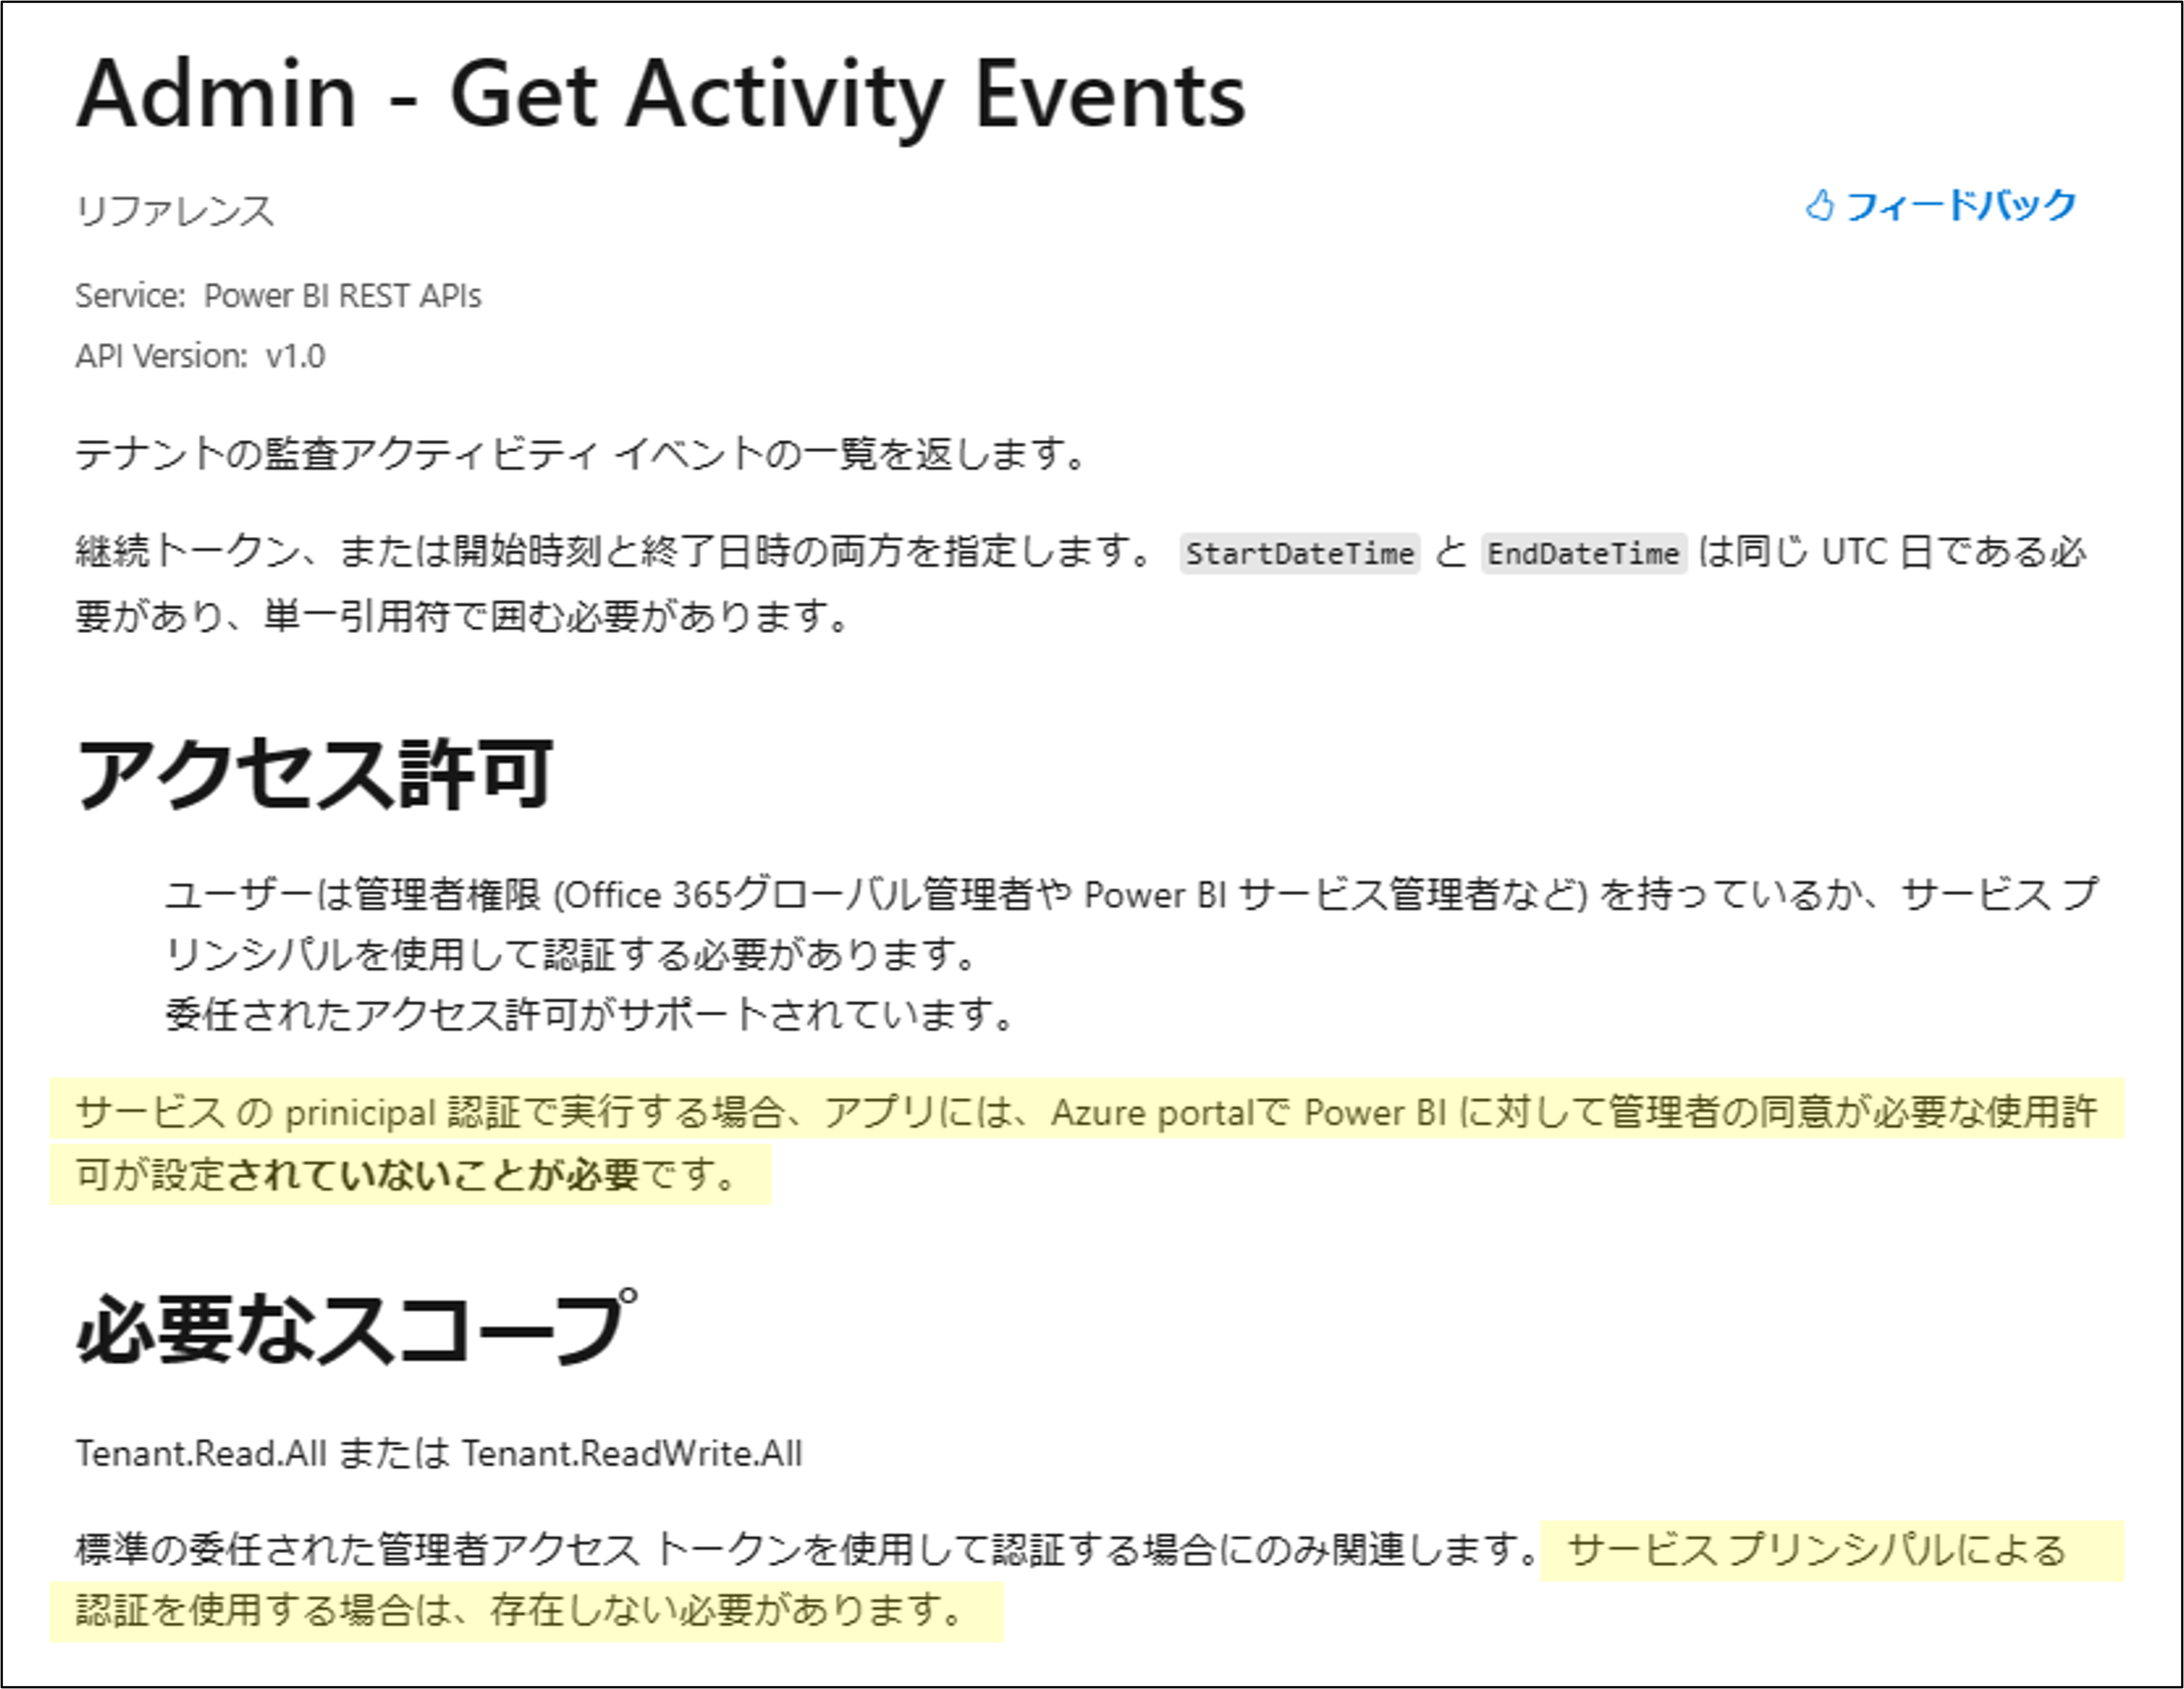 Admin - Get Activity Events
リファレンス
フィードバック
Service: Power BI REST APIs
API Version: v1.0
テナントの監査アクティビティ イベントの一覧を返します。
継続トークン、または開始時刻と終了日時の両方を指定します。 StartDateTime と EndDateTime は同じ UTC 日である必
要があり、単一引用符で囲む必要があります。
アクセス許可
ユーザーは管理者権限 (Office 365グローバル管理者や Power BI サービス管理者など) を持っているか、サービス プ
リンシパルを使用して認証する必要があります。
委任されたアクセス許可がサポートされています。
サービス の prinicipal 認証で実行する場合、アプリには、Azure portalで Power BI に対して管理者の同意が必要な使用許
可が設定されていないことが必要です。
必要なスコープ
Tenant.Read.All または Tenant.ReadWrite.All
標準の委任された管理者アクセス トークンを使用して認証する場合にのみ関連します。 サービス プリンシパルによる
認証を使用する場合は、存在しない必要があります。